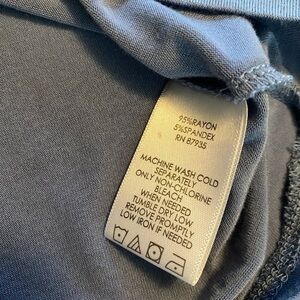 95%RAYON
5%SPANDEX
RN 87935
MACHINE WASH COLD
SEPARATELY
ONLY NON-CHLORINE
BLEACH
WHEN NEEDED
TUMBLE DRY LOW
REMOVE PROMPTLY
LOW IRON IF NEEDED